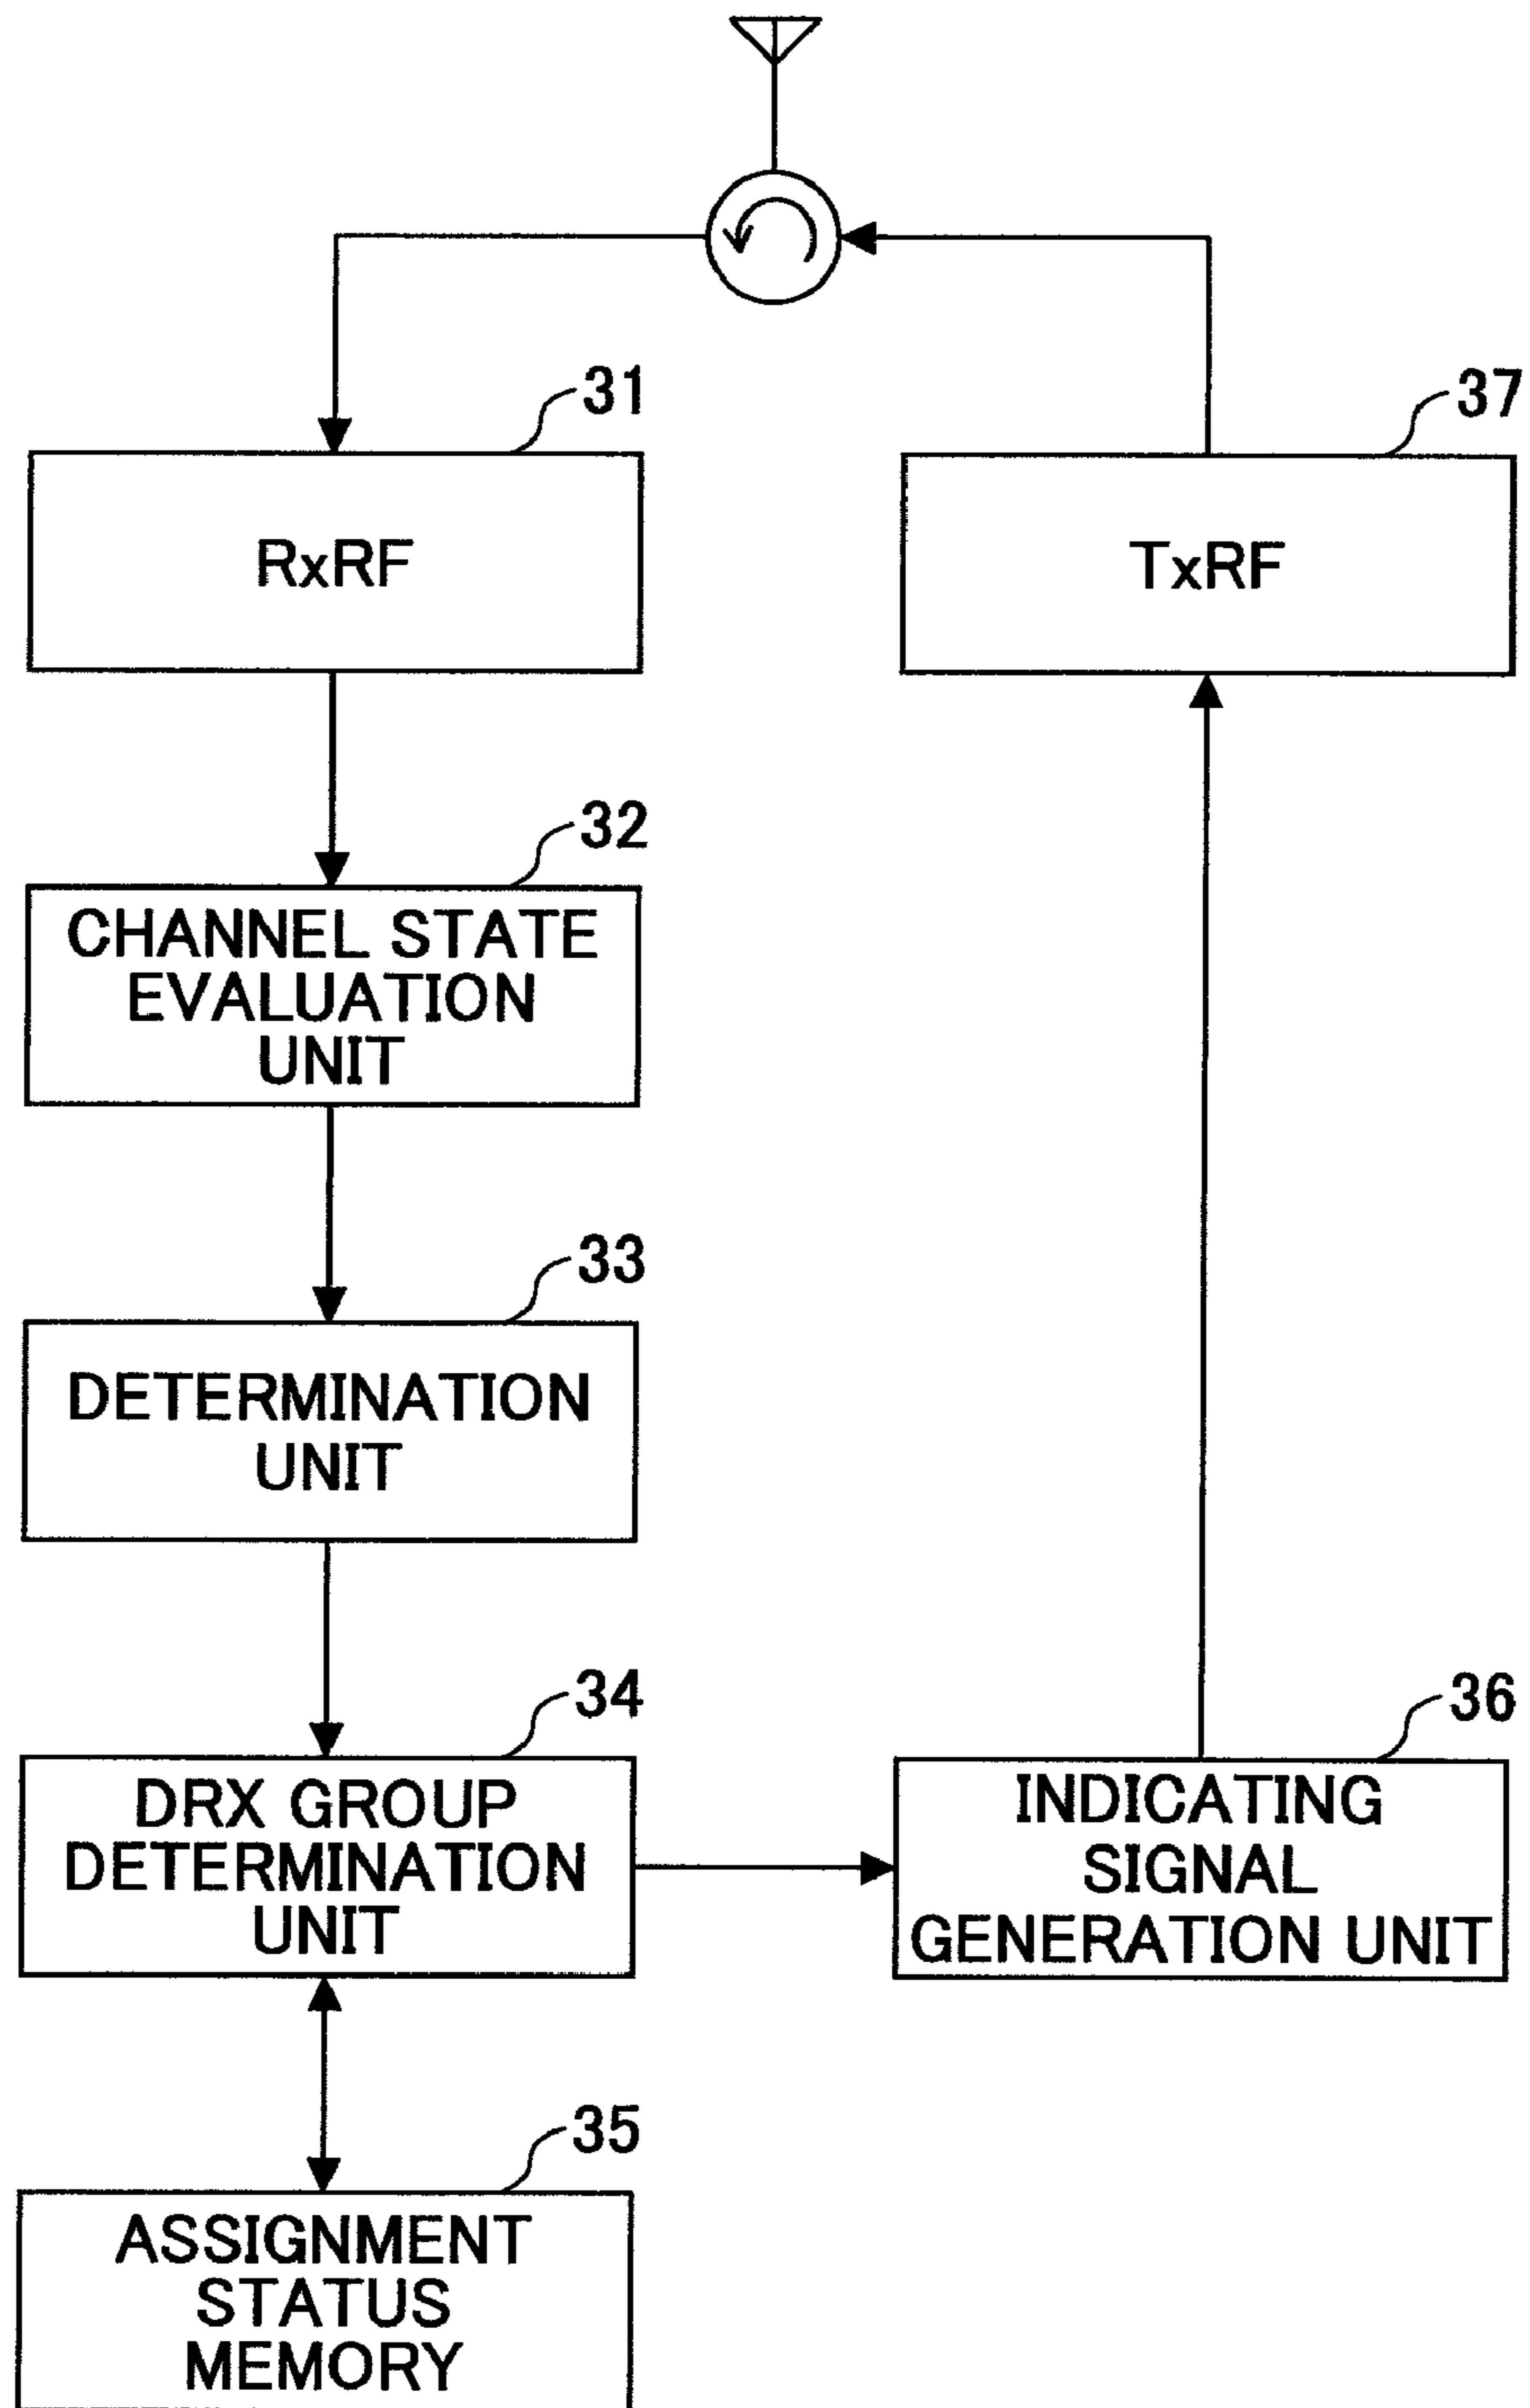 31
RxRF
37
TxRF
32
CHANNEL STATE
EVALUATION
UNIT
33
DETERMINATION
UNIT
34
DRX GROUP
DETERMINATION
UNIT
36
INDICATING
SIGNAL
GENERATION UNIT
35
ASSIGNMENT
STATUS
MEMORY